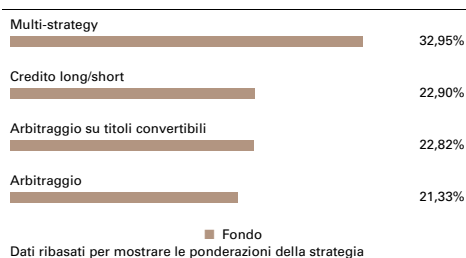 Multi-strategy
32,95%
Credito long/short
22,90%
Arbitraggio su titoli convertibili
22,82%
Arbitraggio
21,33%
Fondo
Dati ribasati per mostrare le ponderazioni della strategia